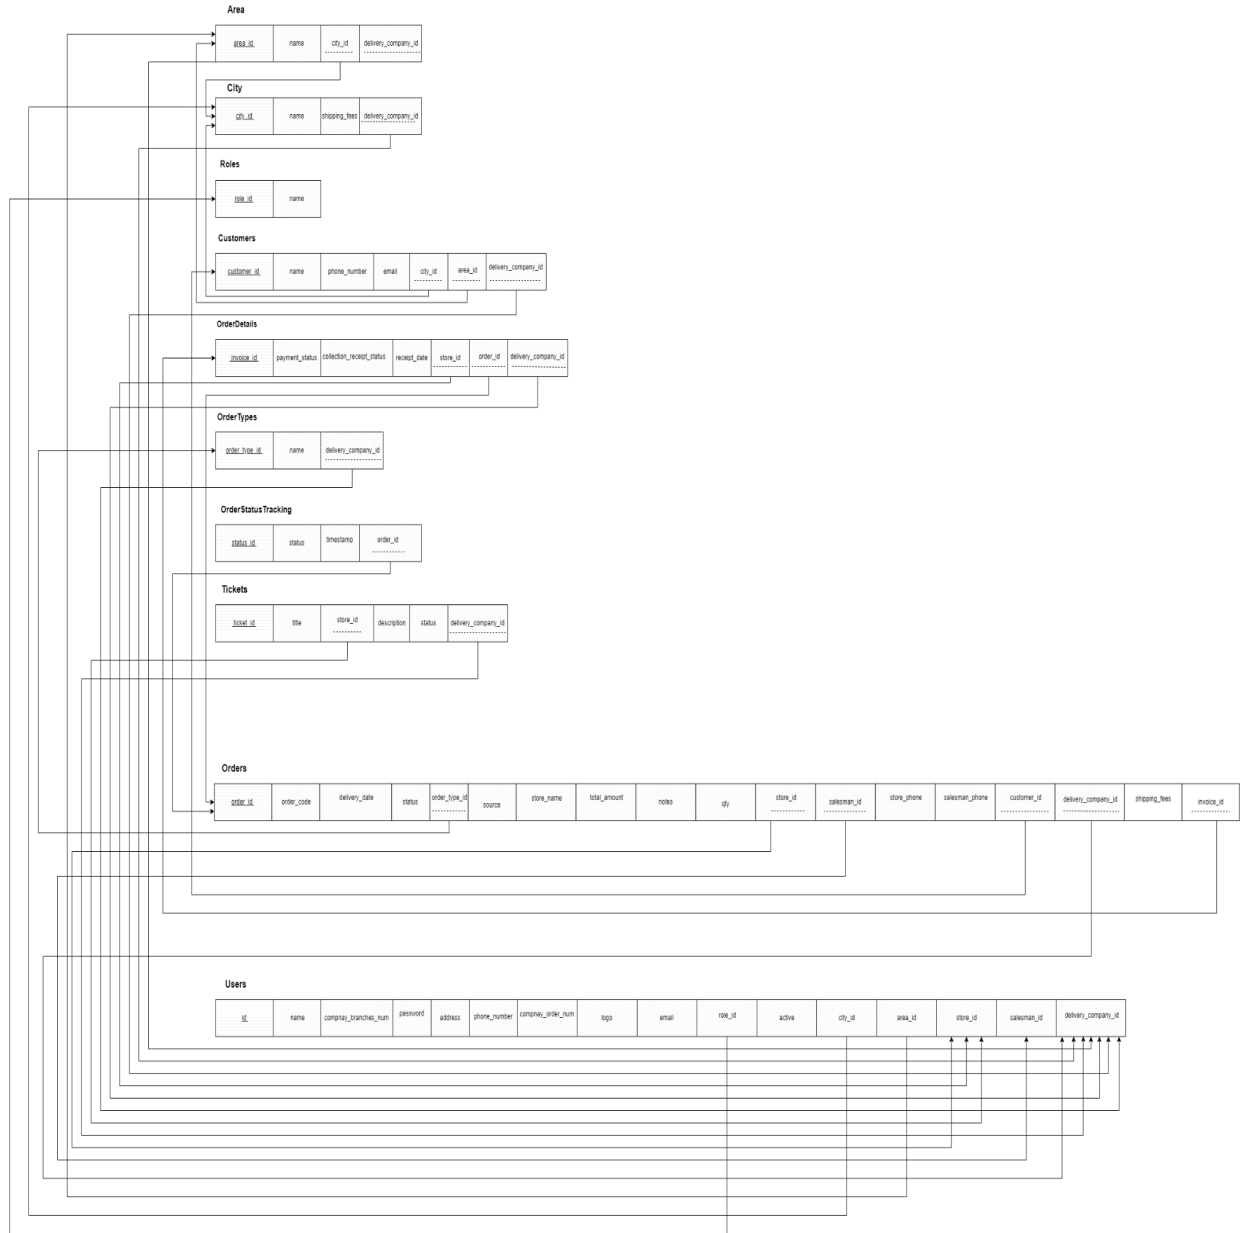 Area
area_id name city_id delivery_company_id
City
city_id name shipping_fees delivery_company_id
Roles
role_id name
Customers
customer_id name phone_number email city_id area_id delivery_company_id
OrderDetails
invoice_id payment_status collection_receipt_status receipt_date store_id order_id delivery_company_id
OrderTypes
order_type_id name delivery_company_id
OrderStatusTracking
status_id status timestamp order_id
Tickets
ticket_id title store_id description status delivery_company_id
Orders
order_id order_code delivery_date status order_type_id source store_name total_amount notes qty store_id salesman_id store_phone salesman_phone customer_id delivery_company_id shipping_fees invoice_id
Users
id name compnay_branches_num password address phone_number compnay_order_num logo email role_id active city_id area_id store_id salesman_id delivery_company_id